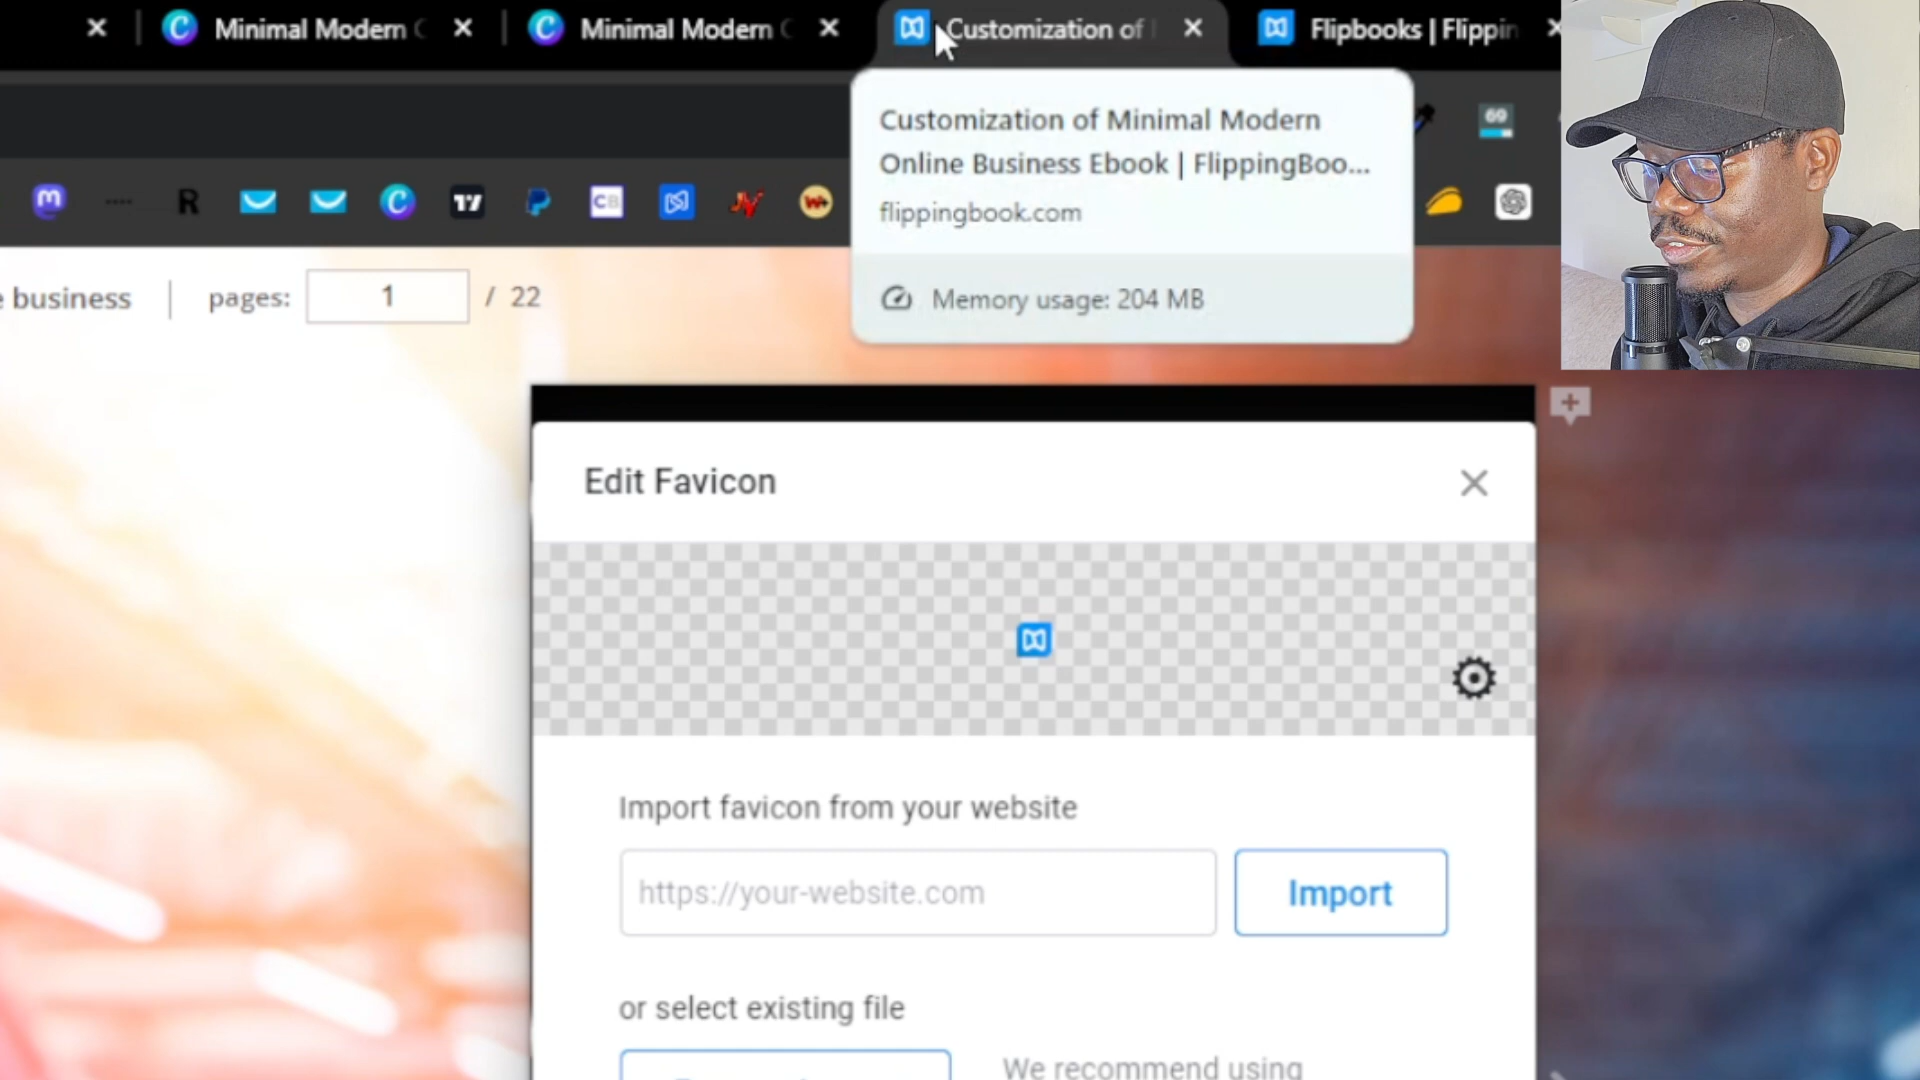 Minimal Modern
Minimal Modern
Customization of
Flipbooks | Flippin
Customization of Minimal Modern
Online Business Ebook | FlippingBoo...
flippingbook.com
Memory usage: 204 MB
69
m
R
C
CB
business
pages:
1
/ 22
Edit Favicon
Import favicon from your website
https://your-website.com
Import
or select existing file
We recommend using